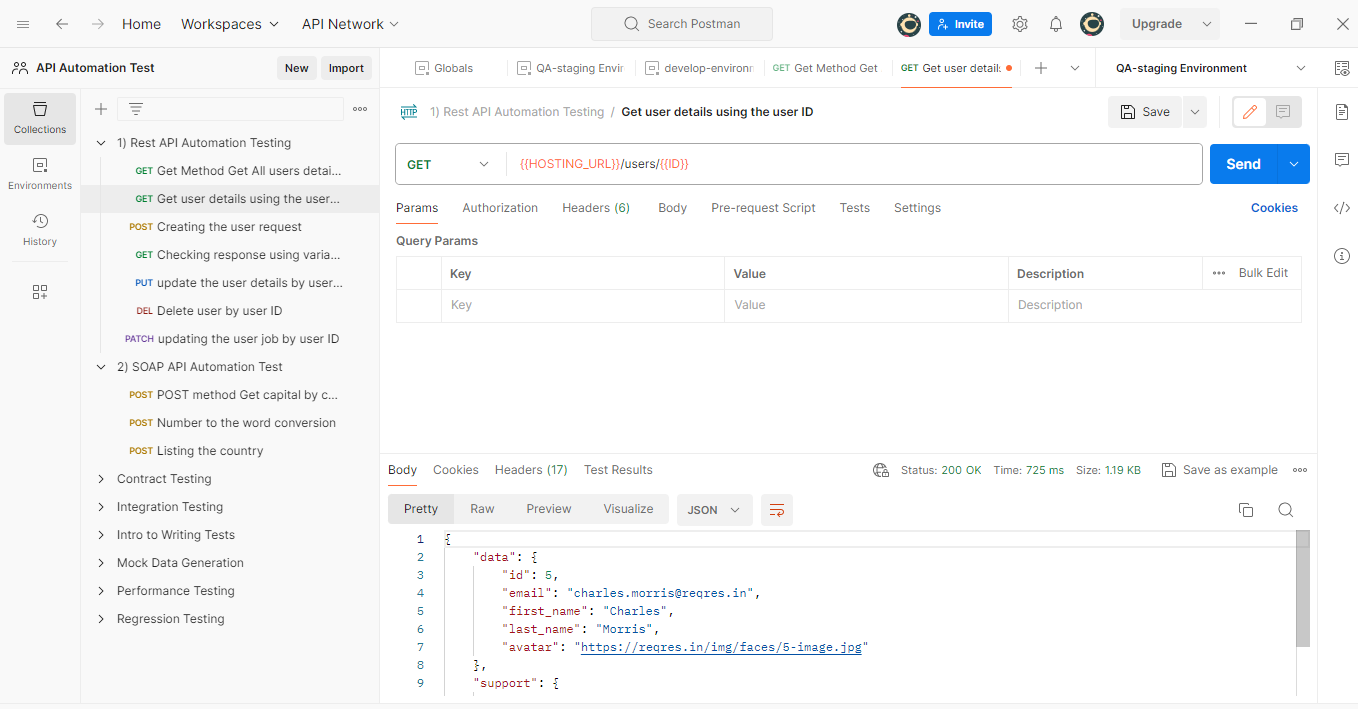 Home Workspaces API Network Search Postman Invite Upgrade
API Automation Test New Import
Globals QA-staging Envir develop-environm GET Get Method Get GET Get user details QA-staging Environment
Collections
Environments
History
1) Rest API Automation Testing
GET Get Method Get All users detai...
GET Get user details using the user...
POST Creating the user request
GET Checking response using varia...
PUT update the user details by user...
DEL Delete user by user ID
PATCH updating the user job by user ID
2) SOAP API Automation Test
POST POST method Get capital by c...
POST Number to the word conversion
POST Listing the country
Contract Testing
Integration Testing
Intro to Writing Tests
Mock Data Generation
Performance Testing
Regression Testing
HTTP 1) Rest API Automation Testing / Get user details using the user ID Save
GET {{HOSTING_URL}}/users/{{ID}} Send
Params Authorization Headers (6) Body Pre-request Script Tests Settings Cookies
Query Params
Key Value Description Bulk Edit
Key Value Description
Body Cookies Headers (17) Test Results Status: 200 OK Time: 725 ms Size: 1.19 KB Save as example
Pretty Raw Preview Visualize JSON
1 {
2 "data": {
3 "id": 5,
4 "email": "charles.morris@reqres.in",
5 "first_name": "Charles",
6 "last_name": "Morris",
7 "avatar": "https://reqres.in/img/faces/5-image.jpg"
8 },
9 "support": {